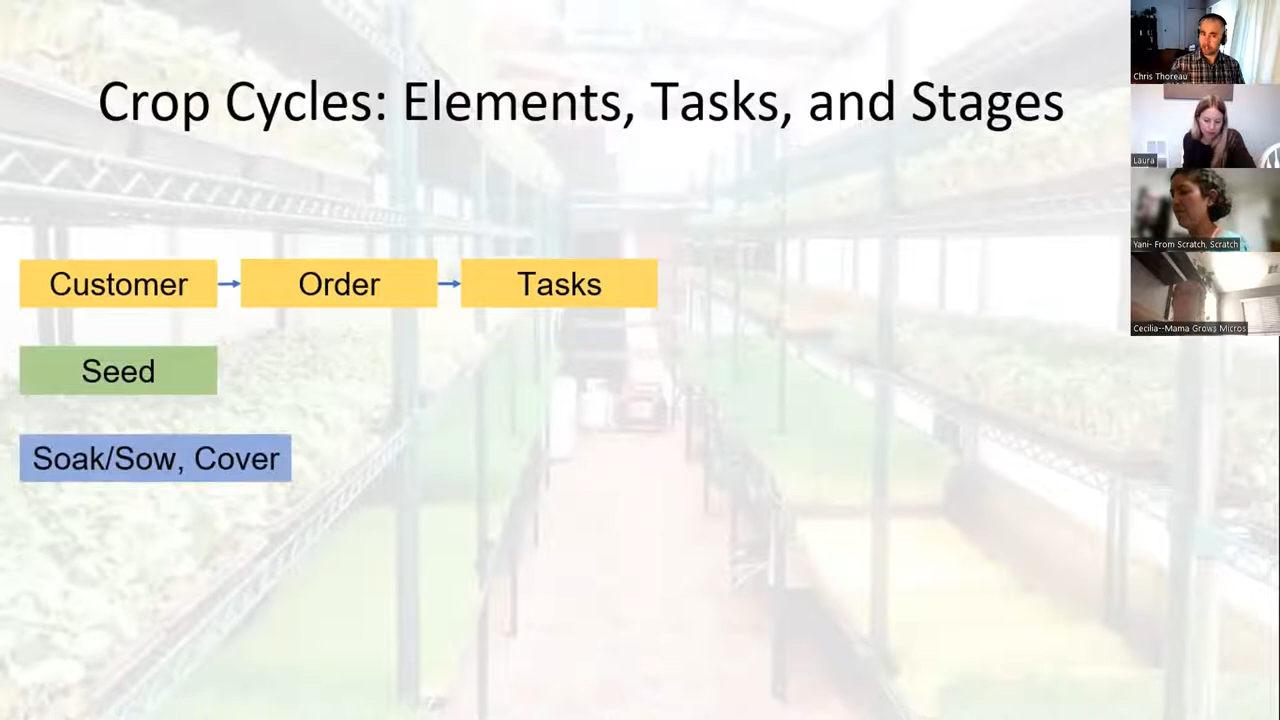 Crop Cycles: Elements, Tasks, and Stages
Customer
Order
Tasks
Seed
Soak/Sow, Cover
Chris Thoreau
Laura
Yani- From Scratch, Scratch
Cecilia--Mama Grows Micros